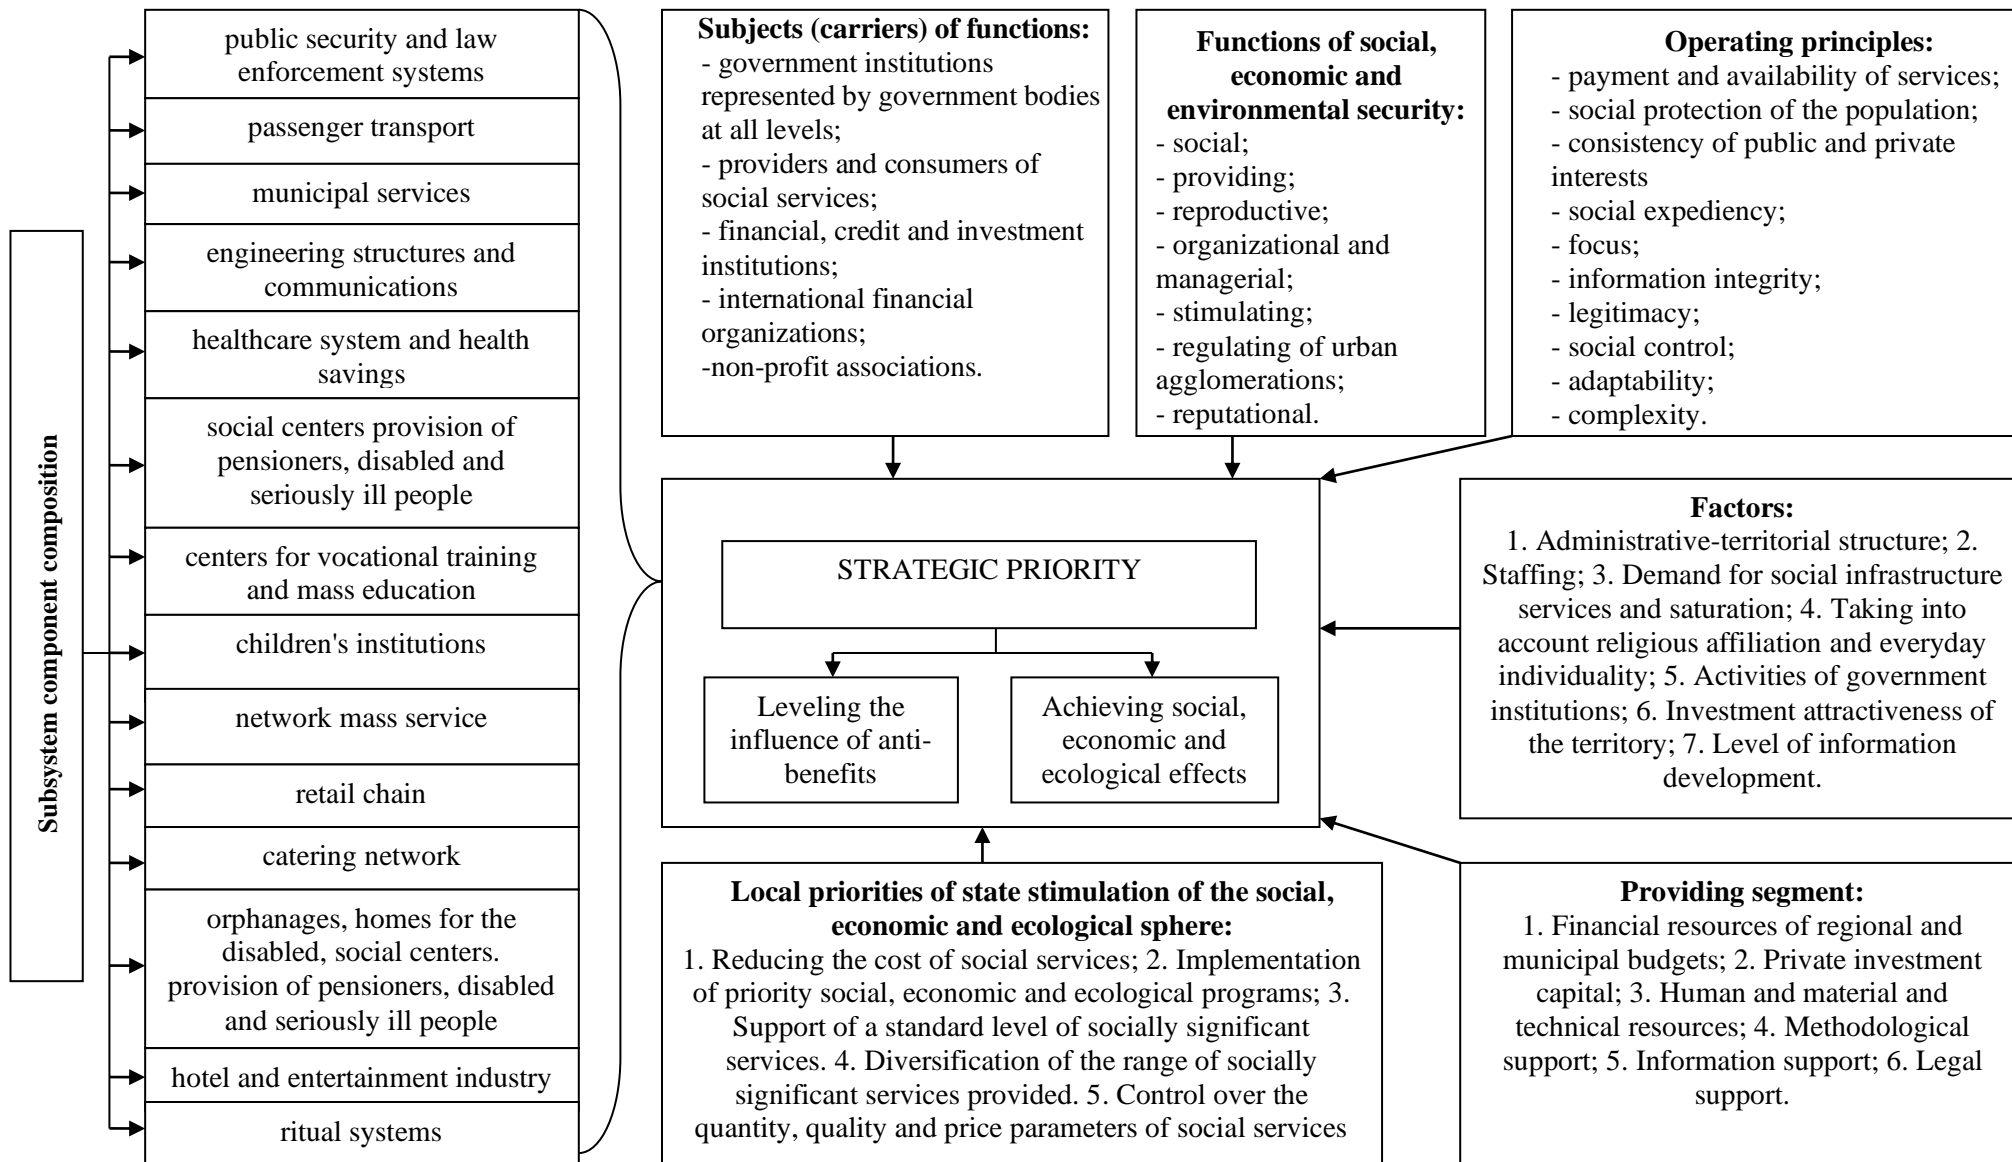 Subsystem component composition
public security and law
enforcement systems
passenger transport
municipal services
engineering structures and
communications
healthcare system and health
savings
social centers provision of
pensioners, disabled and
seriously ill people
centers for vocational training
and mass education
children's institutions
network mass service
retail chain
catering network
orphanages, homes for the
disabled, social centers.
provision of pensioners, disabled
and seriously ill people
hotel and entertainment industry
ritual systems
Subjects (carriers) of functions:
- government institutions
represented by government bodies
at all levels;
- providers and consumers of
social services;
- financial, credit and investment
institutions;
- international financial
organizations;
-non-profit associations.
Functions of social,
economic and
environmental security:
- social;
- providing;
- reproductive;
- organizational and
managerial;
- stimulating;
- regulating of urban
agglomerations;
- reputational.
Operating principles:
- payment and availability of services;
- social protection of the population;
- consistency of public and private
interests
- social expediency;
- focus;
- information integrity;
- legitimacy;
- social control;
- adaptability;
- complexity.
STRATEGIC PRIORITY
Leveling the
influence of anti-
benefits
Achieving social,
economic and
ecological effects
Factors:
1. Administrative-territorial structure; 2.
Staffing; 3. Demand for social infrastructure
services and saturation; 4. Taking into
account religious affiliation and everyday
individuality; 5. Activities of government
institutions; 6. Investment attractiveness of
the territory; 7. Level of information
development.
Local priorities of state stimulation of the social,
economic and ecological sphere:
1. Reducing the cost of social services; 2. Implementation
of priority social, economic and ecological programs; 3.
Support of a standard level of socially significant
services. 4. Diversification of the range of socially
significant services provided. 5. Control over the
quantity, quality and price parameters of social services
Providing segment:
1. Financial resources of regional and
municipal budgets; 2. Private investment
capital; 3. Human and material and
technical resources; 4. Methodological
support; 5. Information support; 6. Legal
support.